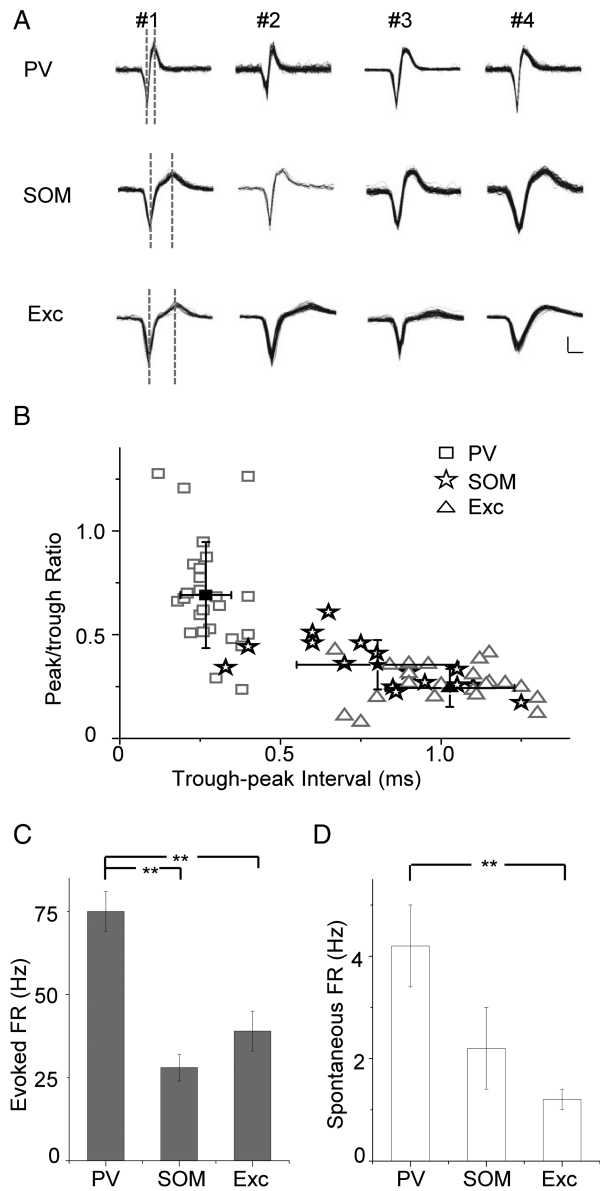 A
#1 #2 #3 #4
PV
SOM
Exc
B
PV
SOM
Exc
1.0
0.5
0
Peak/trough Ratio
0 0.5 1.0
Trough-peak Interval (ms)
C
**
**
75
50
25
0
Evoked FR (Hz)
PV SOM Exc
D
**
4
2
0
Spontaneous FR (Hz)
PV SOM Exc